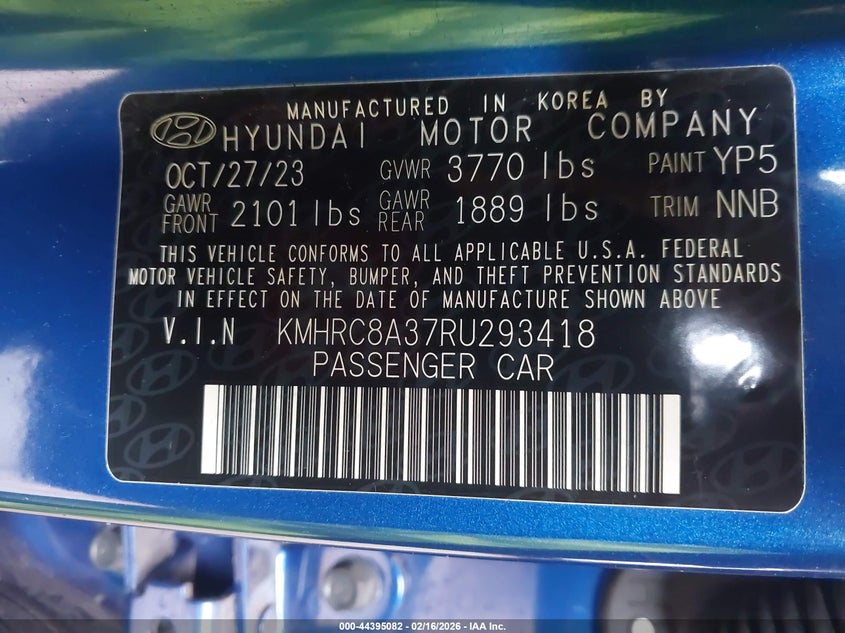 MANUFACTURED IN KOREA BY
HYUNDAI MOTOR COMPANY
OCT/27/23 GVWR 3770 lbs PAINT YP5
GAWR FRONT 2101 lbs GAWR REAR 1889 lbs TRIM NNB
THIS VEHICLE CONFORMS TO ALL APPLICABLE U.S.A. FEDERAL
MOTOR VEHICLE SAFETY, BUMPER, AND THEFT PREVENTION STANDARDS
IN EFFECT ON THE DATE OF MANUFACTURE SHOWN ABOVE
V.I.N KMHRC8A37RU293418
PASSENGER CAR
000-44395082 - 02/16/2026 - IAA Inc.